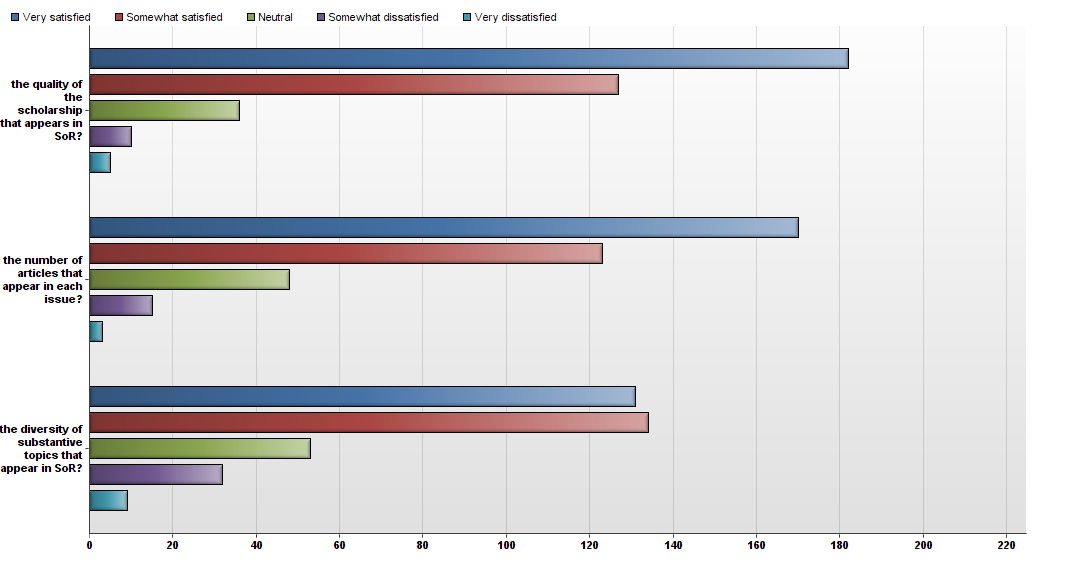 Very satisfied Somewhat satisfied Neutral Somewhat dissatisfied Very dissatisfied
the quality of
the
scholarship
that appears in
SoR?
the number of
articles that
appear in each
issue?
the diversity of
substantive
topics that
appear in SoR?
0 20 40 60 80 100 120 140 160 180 200 220